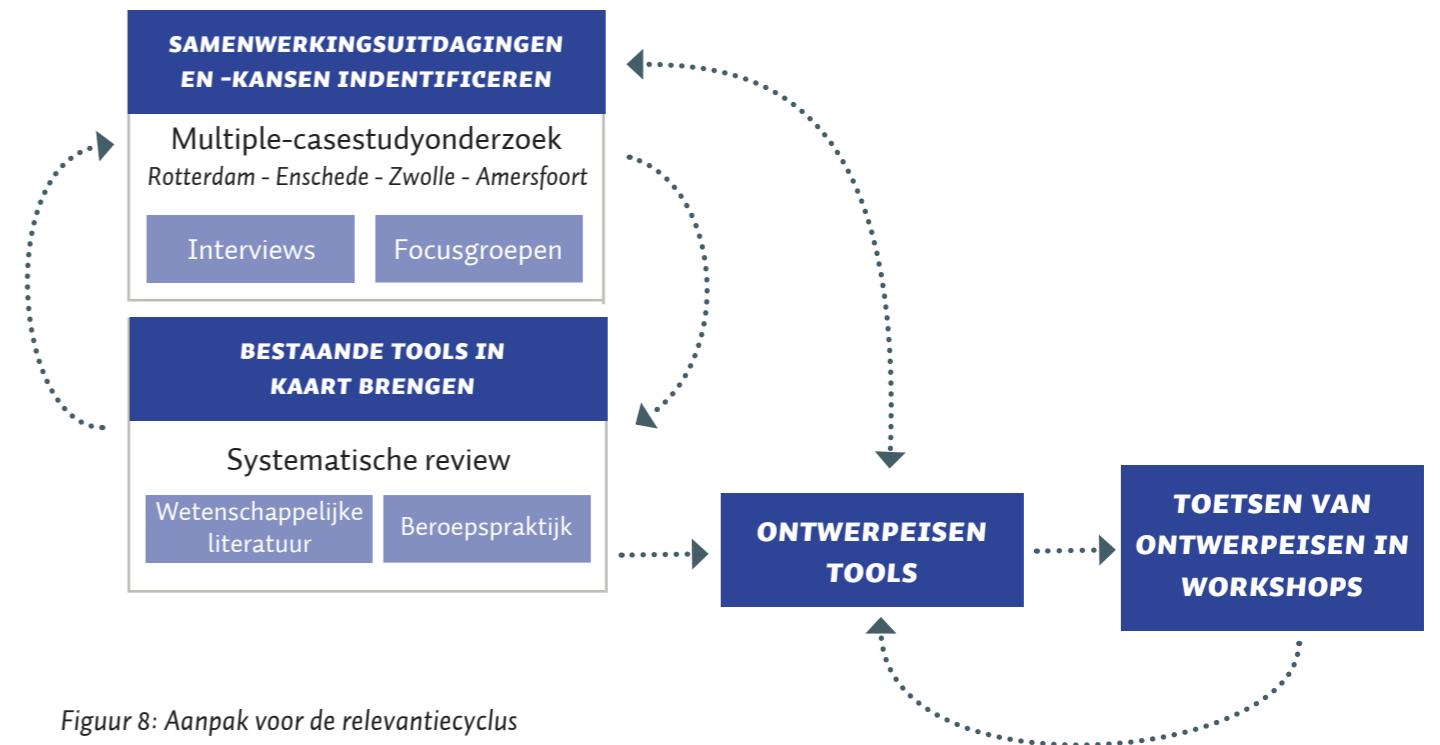 SAMENWERKINGSUITDAGINGEN
EN -KANSEN INDENTIFICEREN
Multiple-casestudyonderzoek
Rotterdam - Enschede - Zwolle - Amersfoort
Interviews
Focusgroepen
BESTAANDE TOOLS IN
KAART BRENGEN
Systematische review
Wetenschappelijke
literatuur
Beroepspraktijk
ONTWERPEISEN
TOOLS
TOETSEN VAN
ONTWERPEISEN IN
WORKSHOPS
Figuur 8: Aanpak voor de relevantiecyclus